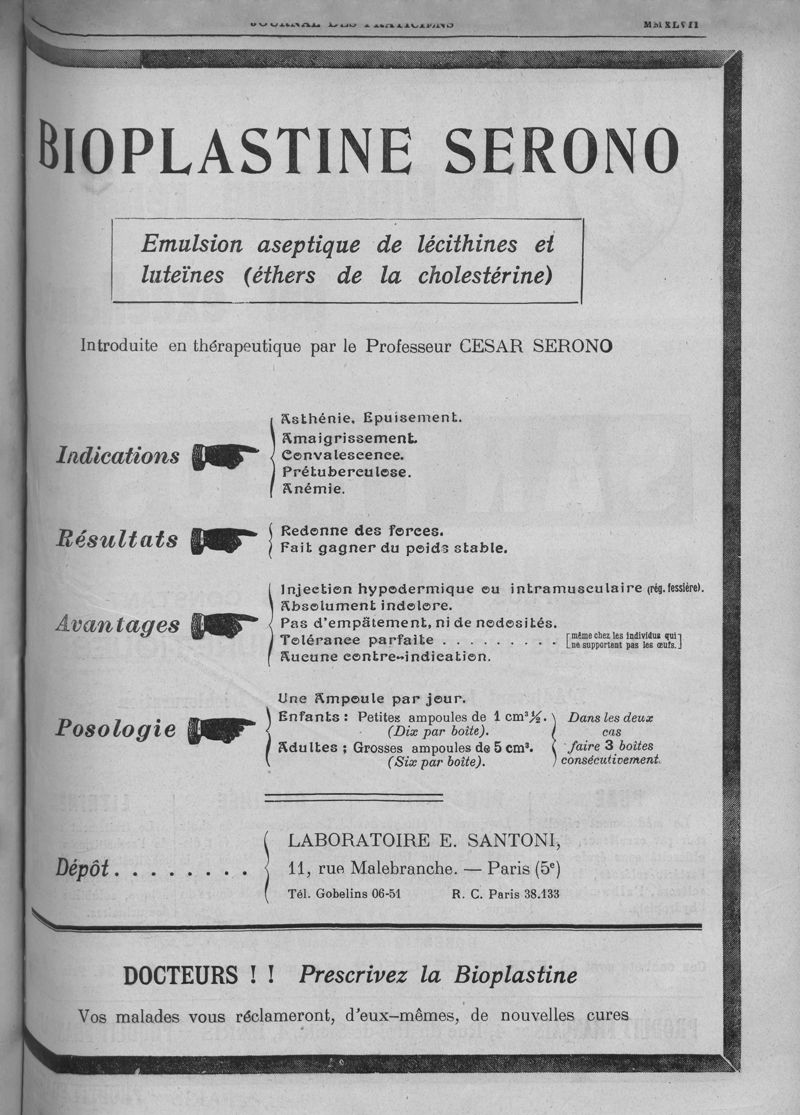 JOURNAL DES PRATICIENS
BIOPLASTINE SERONO
Emulsion aseptique de lécithines et
luteïnes (éthers de la cholestérine)
Introduite en thérapeutique par le Professeur CESAR SERONO
Indications
Asthénie, Epuisement.
Amaigrissement.
Convalescence.
Prétuberculose.
Anémie.
Résultats
Redonne des forces.
Fait gagner du poids stable.
Avantages
Injection hypodermique ou intramusculaire (rég. fessière).
Absolument indolore.
Pas d'empâtement, ni de nodosités.
Tolérance parfaite . . . . . . . . . [même chez les individus qui
ne supportent pas les œufs.]
Aucune contre-indication.
Posologie
Une Ampoule par jour.
Enfants : Petites ampoules de 1 cm³ ½.
(Dix par boîte).
Adultes ; Grosses ampoules de 5 cm³.
(Six par boîte).
Dans les deux
cas
faire 3 boîtes
consécutivement.
Dépôt . . . . . . . .
LABORATOIRE E. SANTONI,
11, rue Malebranche. — Paris (5e)
Tél. Gobelins 06-51 R. C. Paris 38.133
DOCTEURS ! ! Prescrivez la Bioplastine
Vos malades vous réclameront, d'eux-mêmes, de nouvelles cures